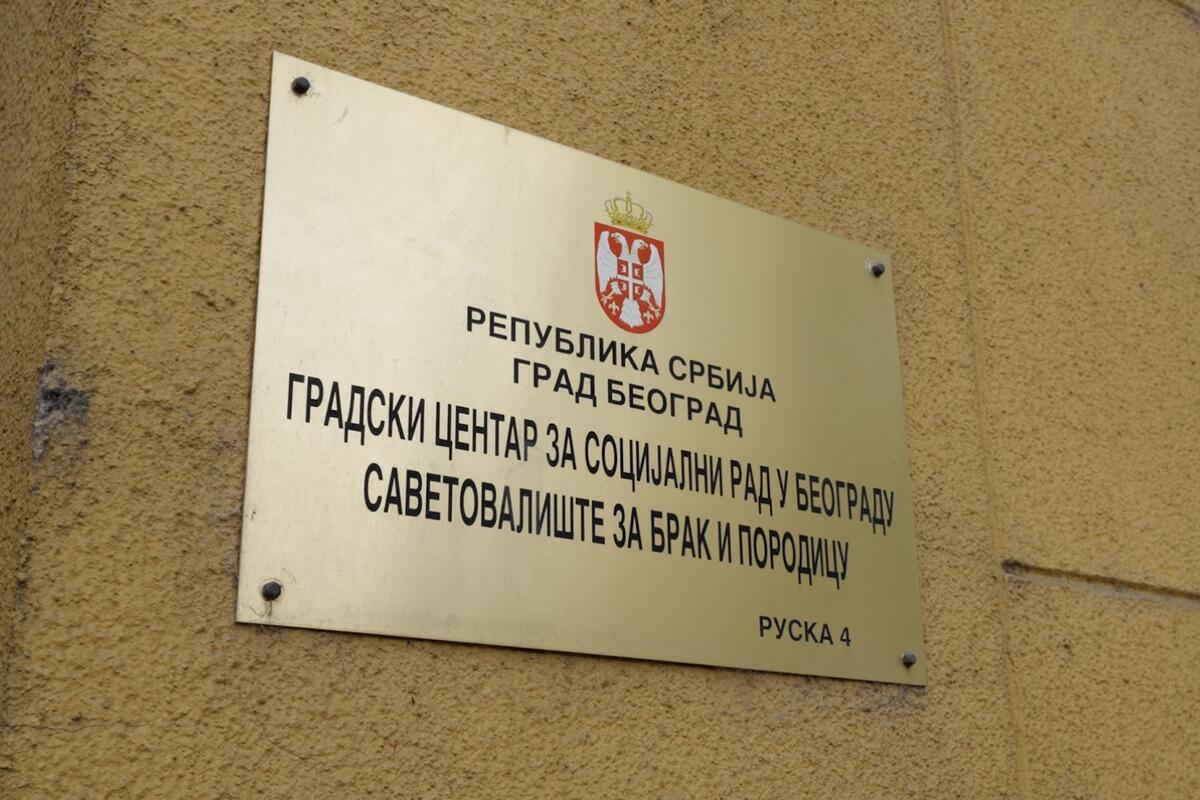 РЕПУБЛИКА СРБИЈА
ГРАД БЕОГРАД
ГРАДСКИ ЦЕНТАР ЗА СОЦИЈАЛНИ РАД У БЕОГРАДУ
САВЕТОВАЛИШТЕ ЗА БРАК И ПОРОДИЦУ
РУСКА 4